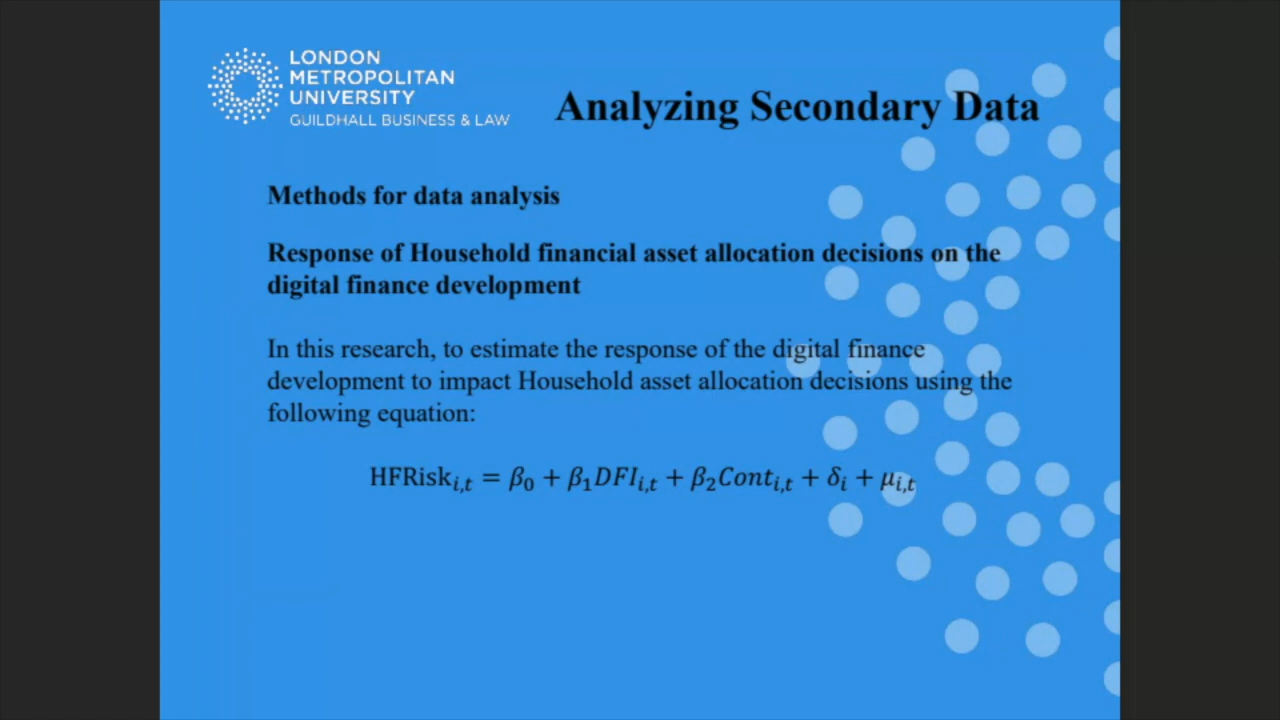 LONDON
METROPOLITAN
UNIVERSITY
GUILDHALL BUSINESS & LAW
Analyzing Secondary Data
Methods for data analysis
Response of Household financial asset allocation decisions on the
digital finance development
In this research, to estimate the response of the digital finance
development to impact Household asset allocation decisions using the
following equation:
HFRisk_{i,t} = β_0 + β_1DFI_{i,t} + β_2Cont_{i,t} + δ_i + μ_{i,t}